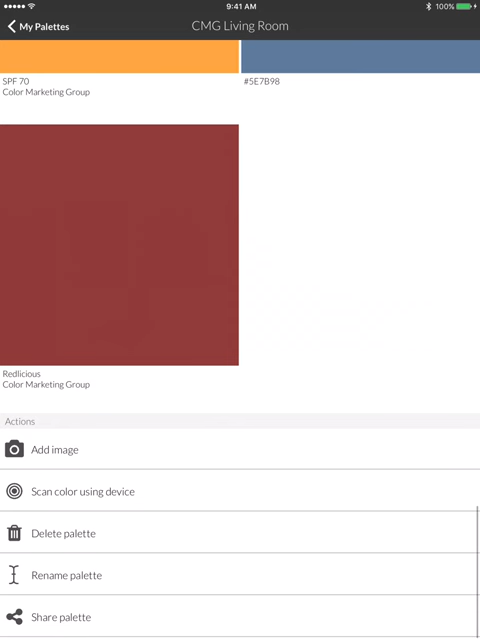 9:41 AM
100%
My Palettes
CMG Living Room
SPF 70
Color Marketing Group
#5E7B98
Redlicious
Color Marketing Group
Actions
Add image
Scan color using device
Delete palette
Rename palette
Share palette